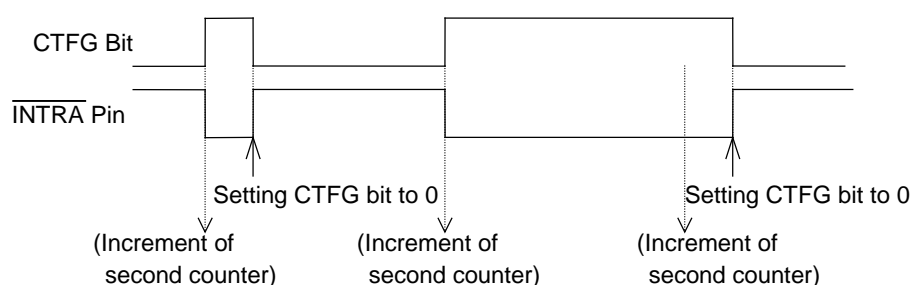 CTFG Bit
INTRA Pin
Setting CTFG bit to 0
Setting CTFG bit to 0
(Increment of
second counter)
(Increment of
second counter)
(Increment of
second counter)